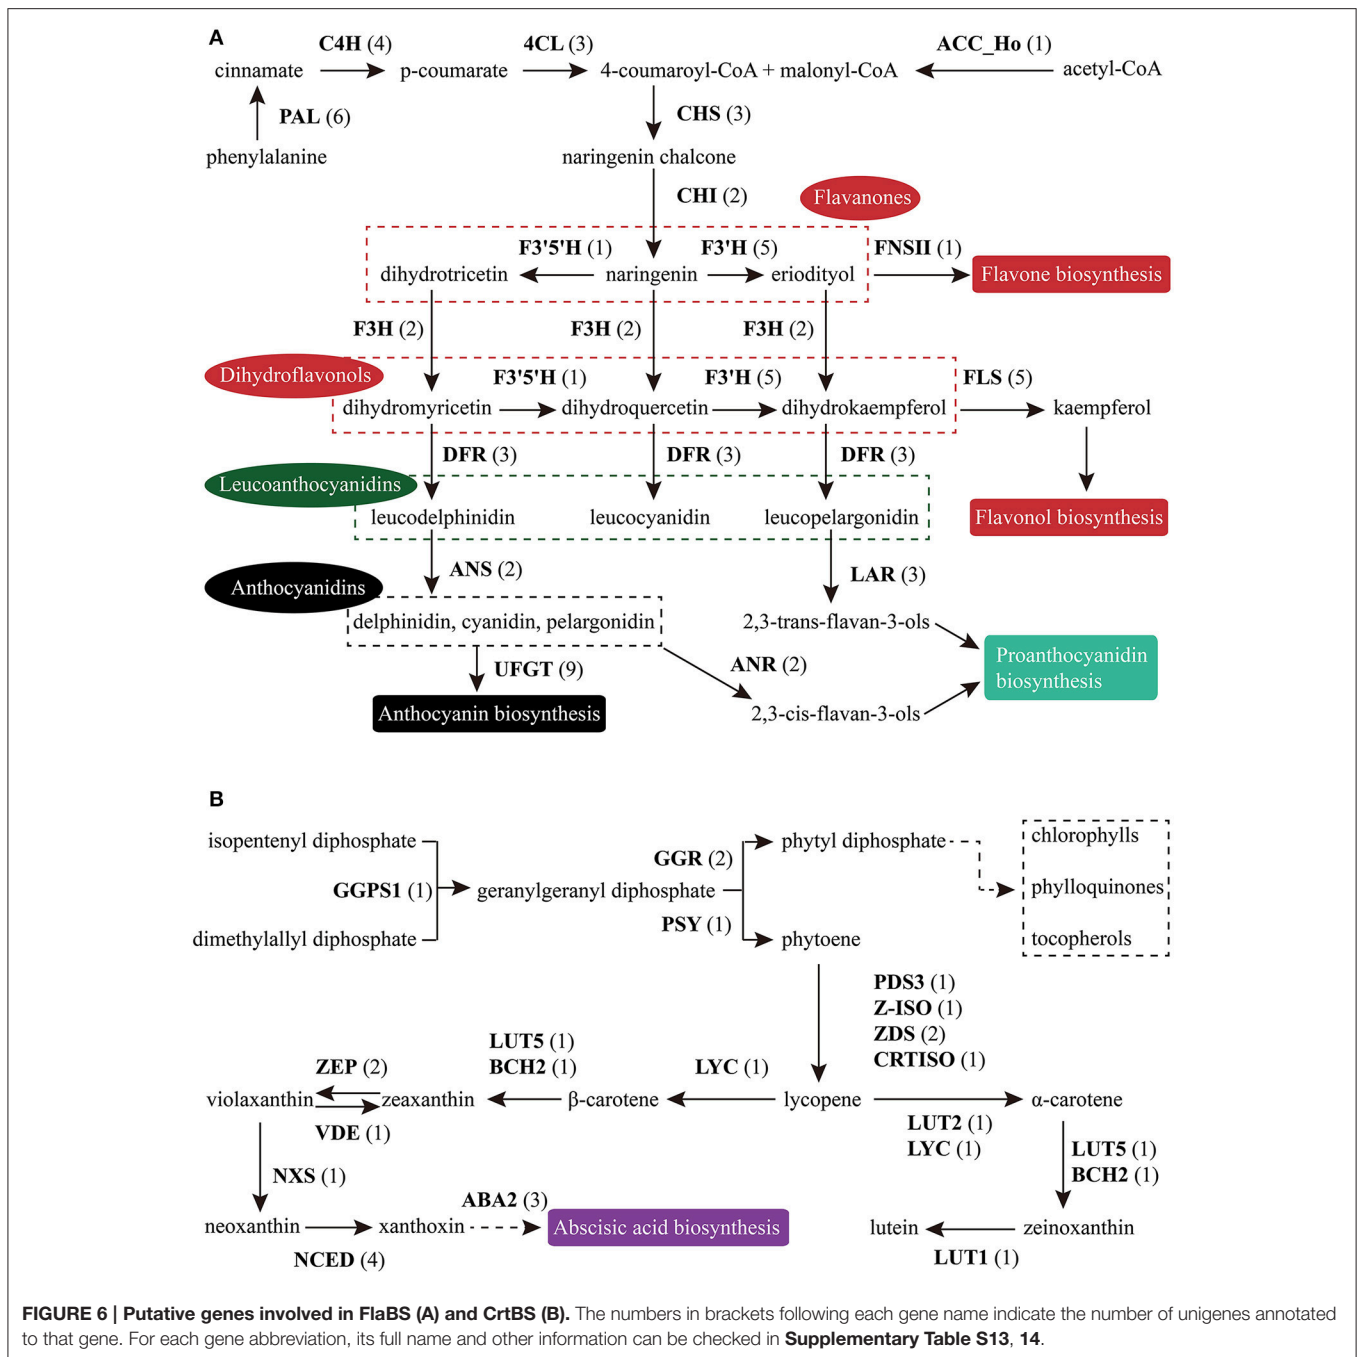 A
C4H (4)
4CL (3)
ACC_Ho (1)
cinnamate
p-coumarate
4-coumaroyl-CoA + malonyl-CoA
acetyl-CoA
PAL (6)
CHS (3)
phenylalanine
naringenin chalcone
CHI (2)
Flavanones
F3'5'H (1)
F3'H (5)
FNSII (1)
dihydrotricetin
naringenin
eriodityol
Flavone biosynthesis
F3H (2)
F3H (2)
F3H (2)
Dihydroflavonols
F3'5'H (1)
F3'H (5)
FLS (5)
dihydromyricetin
dihydroquercetin
dihydrokaempferol
kaempferol
DFR (3)
DFR (3)
DFR (3)
Leucoanthocyanidins
leucodelphinidin
leucocyanidin
leucopelargonidin
Flavonol biosynthesis
ANS (2)
LAR (3)
Anthocyanidins
delphinidin, cyanidin, pelargonidin
2,3-trans-flavan-3-ols
UFGT (9)
ANR (2)
Proanthocyanidin
biosynthesis
Anthocyanin biosynthesis
2,3-cis-flavan-3-ols
B
isopentenyl diphosphate
phytyl diphosphate
chlorophylls
GGR (2)
GGPS1 (1)
geranylgeranyl diphosphate
phylloquinones
PSY (1)
dimethylallyl diphosphate
phytoene
tocopherols
PDS3 (1)
Z-ISO (1)
ZDS (2)
CRTISO (1)
LUT5 (1)
BCH2 (1)
ZEP (2)
LYC (1)
violaxanthin
zeaxanthin
β-carotene
lycopene
α-carotene
VDE (1)
LUT2 (1)
LYC (1)
LUT5 (1)
BCH2 (1)
NXS (1)
ABA2 (3)
neoxanthin
xanthoxin
Abscisic acid biosynthesis
lutein
zeinoxanthin
NCED (4)
LUT1 (1)
FIGURE 6 | Putative genes involved in FlaBS (A) and CrtBS (B). The numbers in brackets following each gene name indicate the number of unigenes annotated
to that gene. For each gene abbreviation, its full name and other information can be checked in Supplementary Table S13, 14.